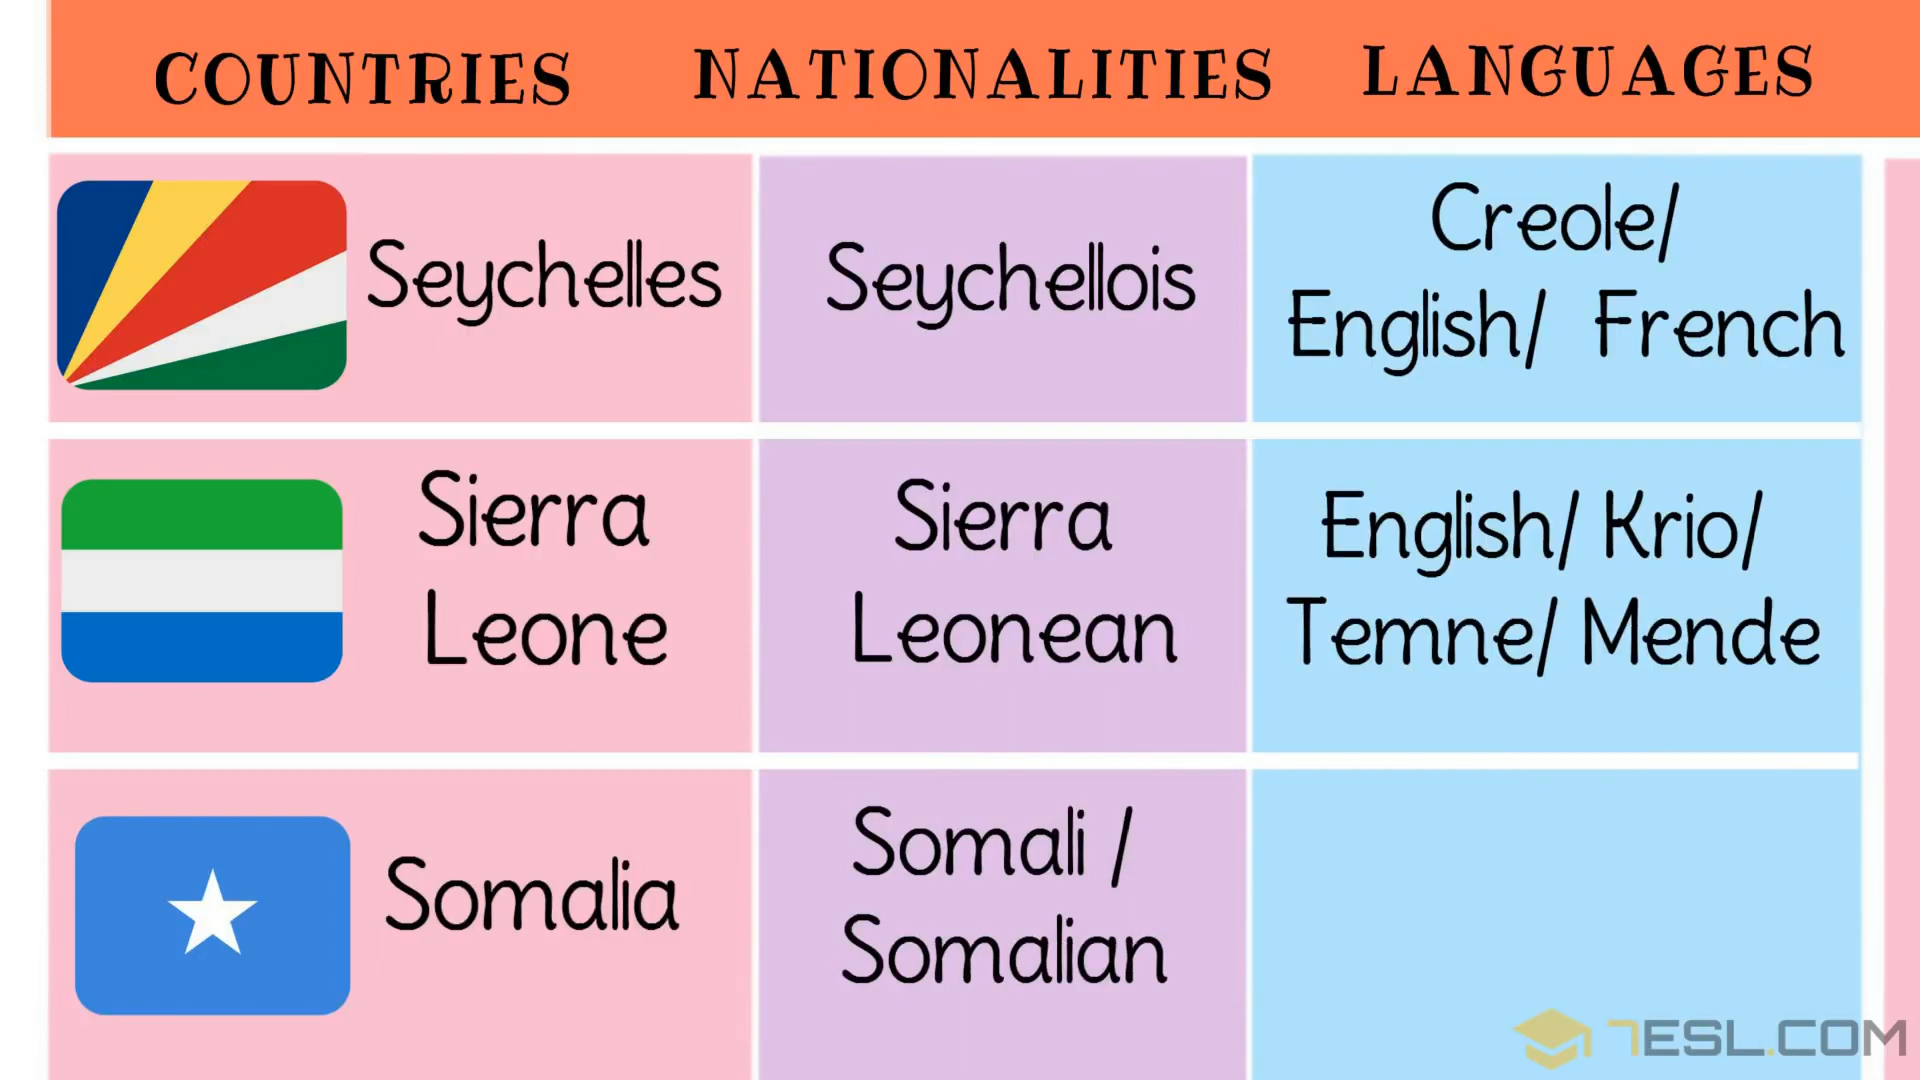 COUNTRIES NATIONALITIES LANGUAGES
Seychelles
Seychellois
Creole/
English/ French
Sierra
Leone
Sierra
Leonean
English/ Krio/
Temne/ Mende
Somalia
Somali /
Somalian
7ESL.COM